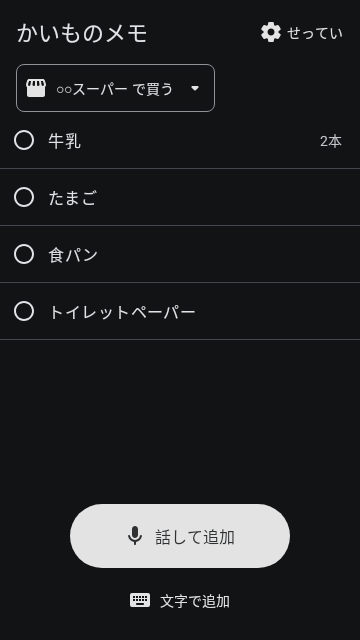 かいものメモ
せってい
○○スーパー で買う
牛乳
2本
たまご
食パン
トイレットペーパー
話して追加
文字で追加